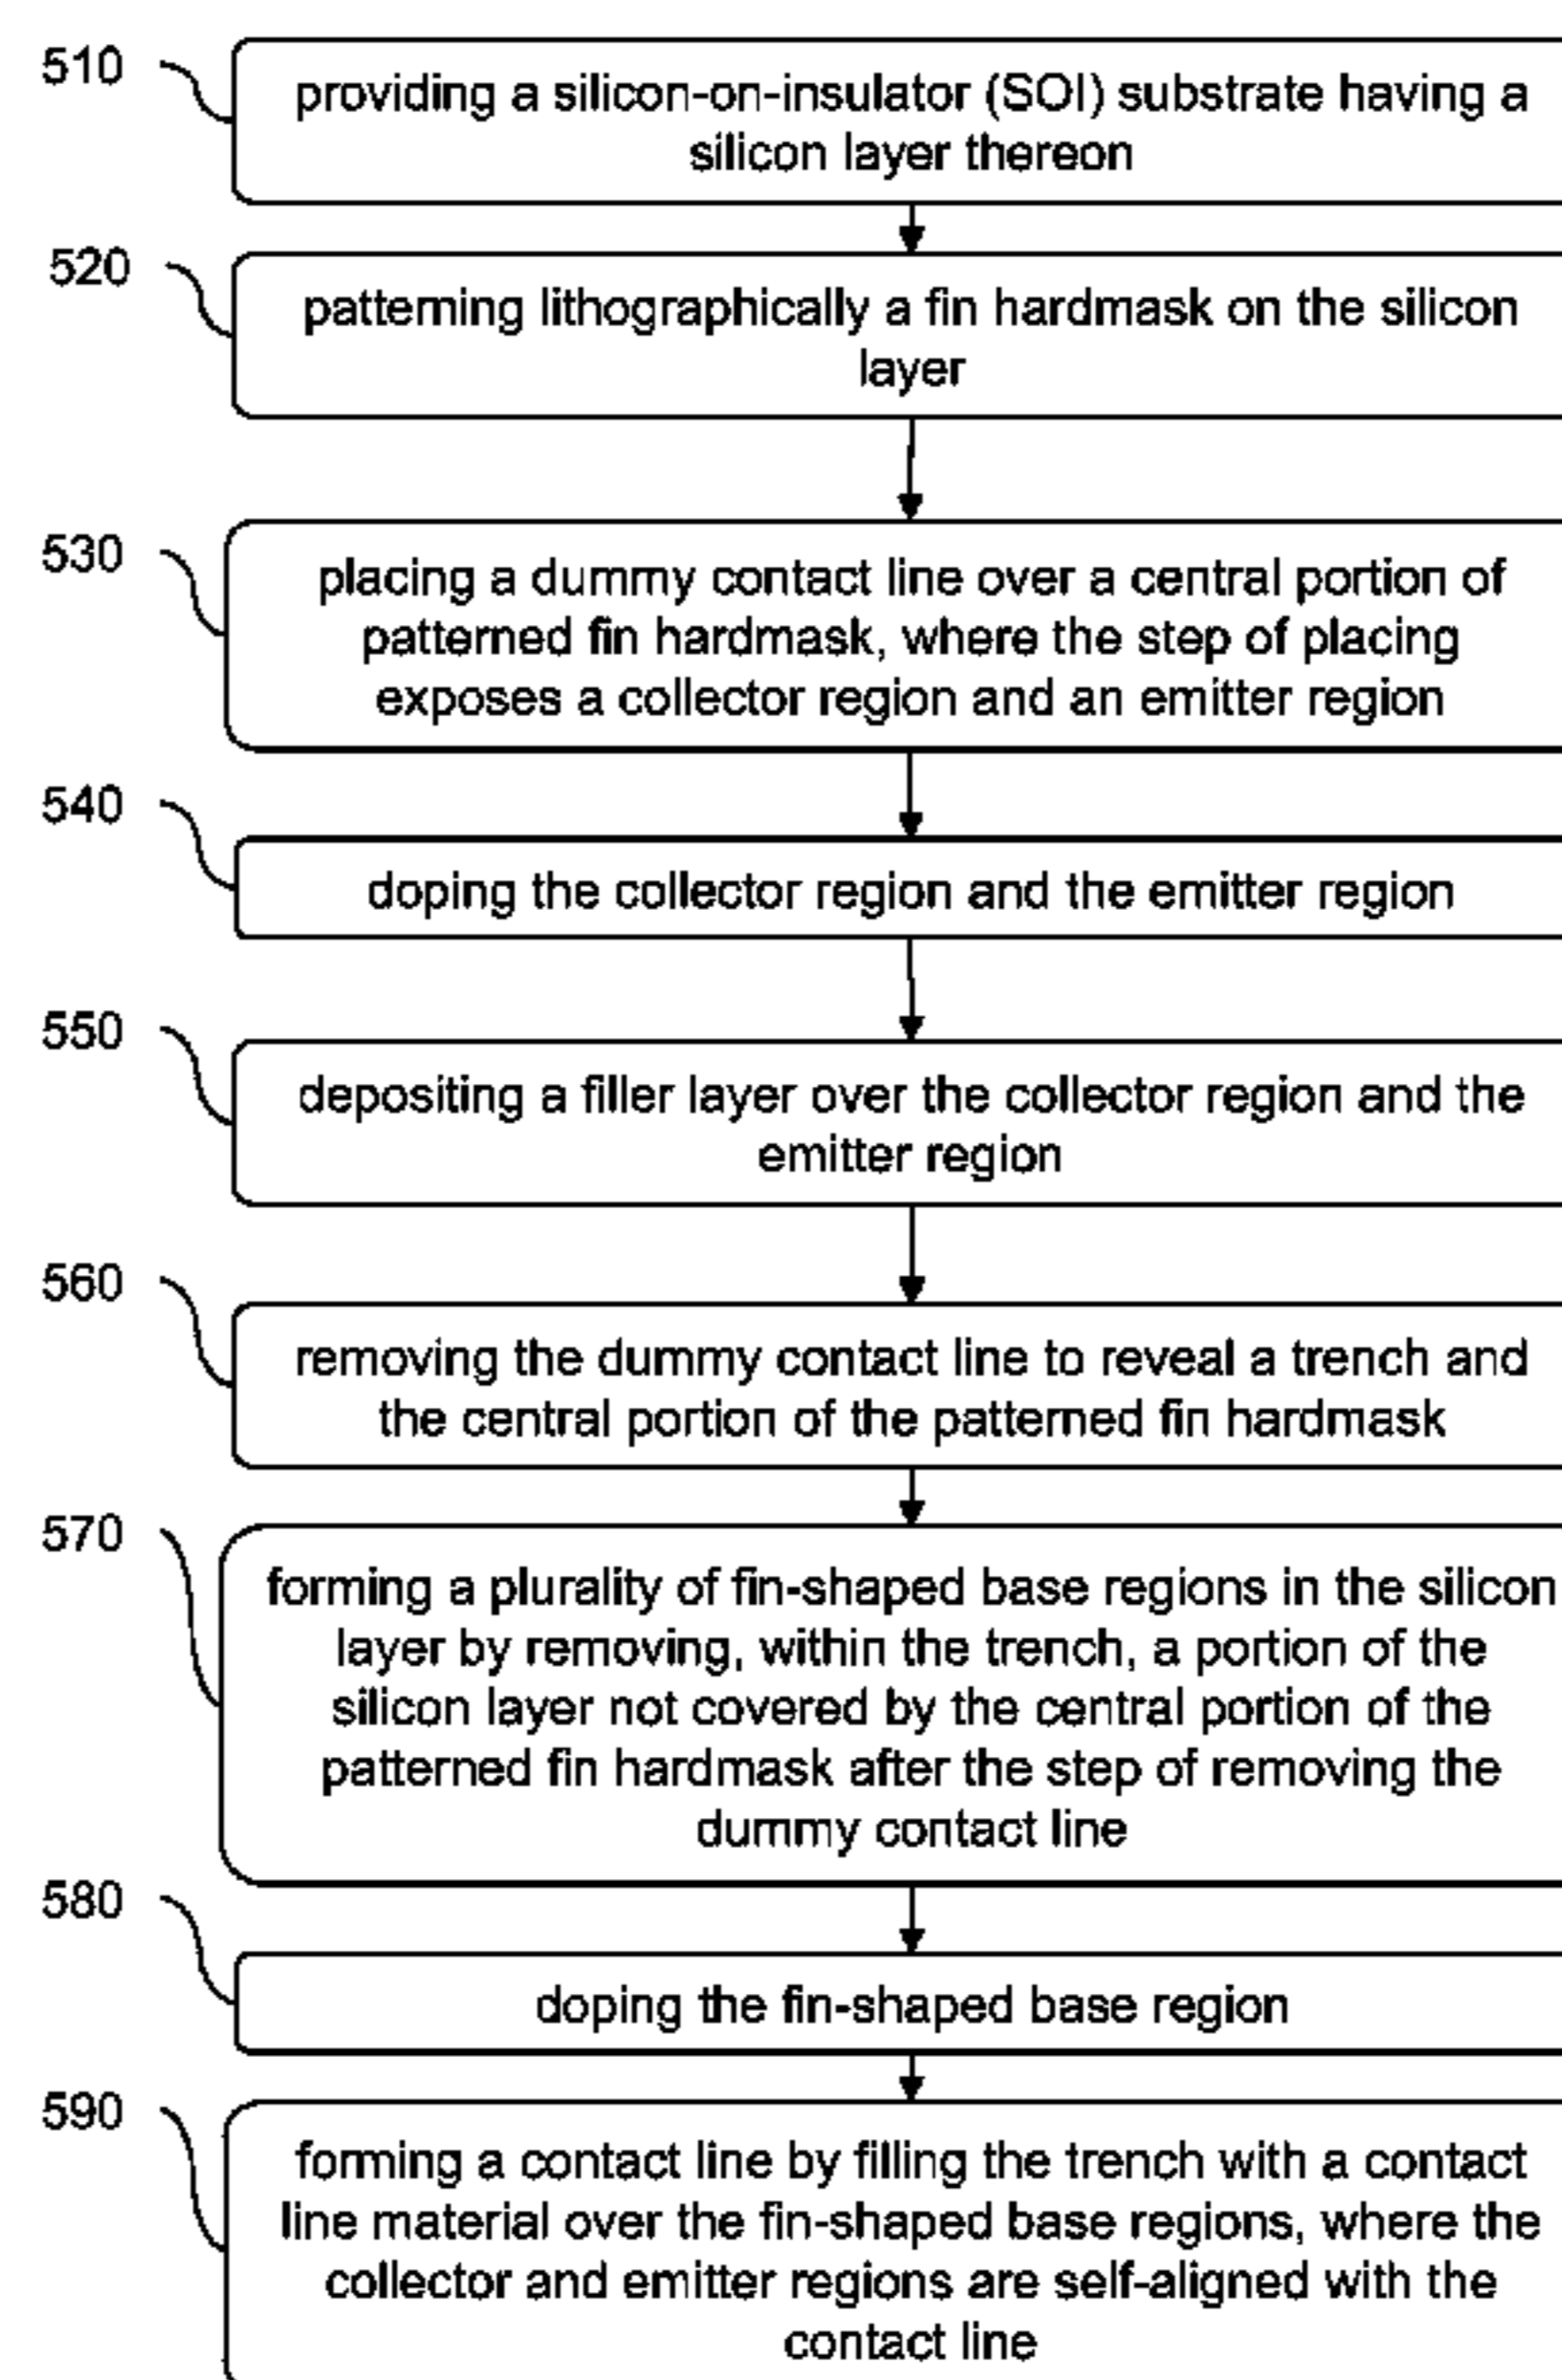 510
providing a silicon-on-insulator (SOI) substrate having a
silicon layer thereon
520
patterning lithographically a fin hardmask on the silicon
layer
530
placing a dummy contact line over a central portion of
patterned fin hardmask, where the step of placing
exposes a collector region and an emitter region
540
doping the collector region and the emitter region
550
depositing a filler layer over the collector region and the
emitter region
560
removing the dummy contact line to reveal a trench and
the central portion of the patterned fin hardmask
570
forming a plurality of fin-shaped base regions in the silicon
layer by removing, within the trench, a portion of the
silicon layer not covered by the central portion of the
patterned fin hardmask after the step of removing the
dummy contact line
580
doping the fin-shaped base region
590
forming a contact line by filling the trench with a contact
line material over the fin-shaped base regions, where the
collector and emitter regions are self-aligned with the
contact line